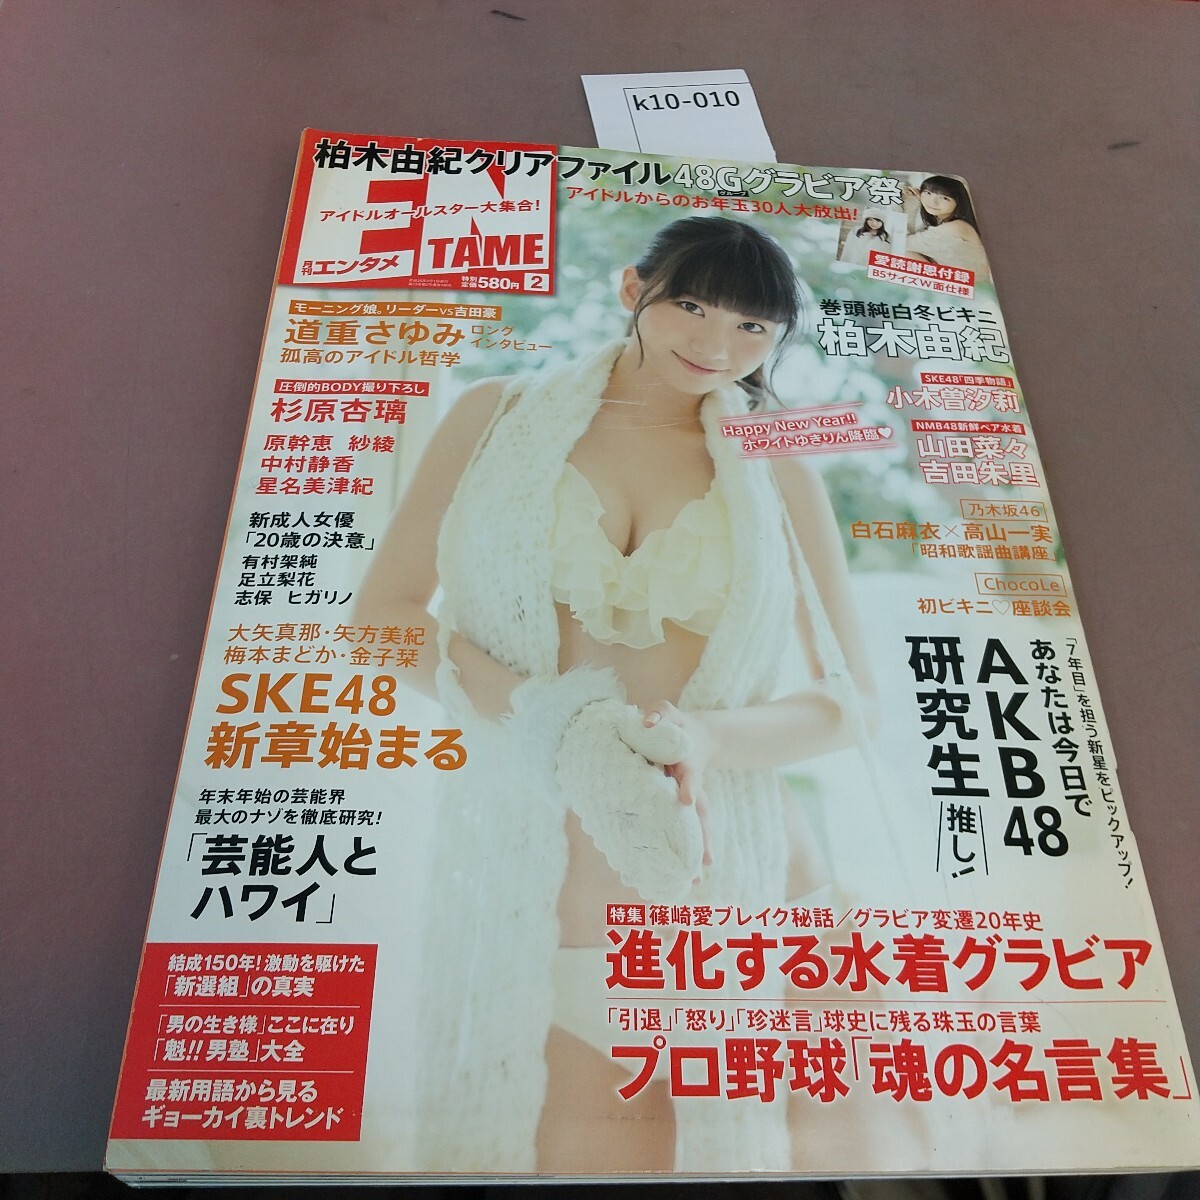 k10-010
柏木由紀クリアファイル48Gグラビア祭
グループ
アイドルからのお年玉30人大放出!
アイドルオールスター大集合!
EN
TAME
月刊エンタメ
特別定価580円
2
愛読謝恩付録
B5サイズW面仕様
モーニング娘。リーダーvs吉田豪
道重さゆみ
ロングインタビュー
孤高のアイドル哲学
圧倒的BODY撮り下ろし
杉原杏璃
原幹恵 紗綾
中村静香
星名美津紀
新成人女優
「20歳の決意」
有村架純
足立梨花
志保 ヒガリノ
大矢真那・矢方美紀
梅本まどか・金子栞
SKE48
新章始まる
年末年始の芸能界
最大のナゾを徹底研究!
「芸能人と
ハワイ」
結成150年!激動を駆けた
「新選組」の真実
「男の生き様」ここに在り
「魁!!男塾」大全
最新用語から見る
ギョーカイ裏トレンド
巻頭純白冬ビキニ
柏木由紀
Happy New Year!!
ホワイトゆきりん降臨♥
SKE48「四季物語」
小木曽汐莉
NMB48新鮮ペア水着
山田菜々
吉田朱里
乃木坂46
白石麻衣×高山一実
「昭和歌謡曲講座」
ChocoLe
初ビキニ♡座談会
「7年目」を担う新星をピックアップ!
あなたは今日で
AKB48
研究生推し!
特集 篠崎愛ブレイク秘話/グラビア変遷20年史
進化する水着グラビア
「引退」「怒り」「珍迷言」球史に残る珠玉の言葉
プロ野球「魂の名言集」